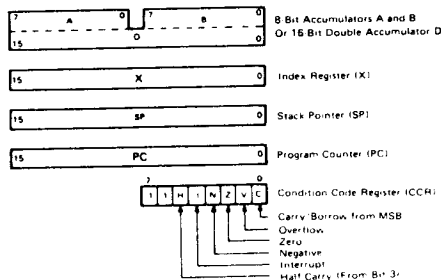 7 A 0 7 B 0 8-Bit Accumulators A and B
15 D 0 Or 16-Bit Double Accumulator D
15 X 0 Index Register (X)
15 SP 0 Stack Pointer (SP)
15 PC 0 Program Counter (PC)
7 0
1 1 H I N Z V C Condition Code Register (CCR)
Carry/Borrow from MSB
Overflow
Zero
Negative
Interrupt
Half Carry (From Bit 3)